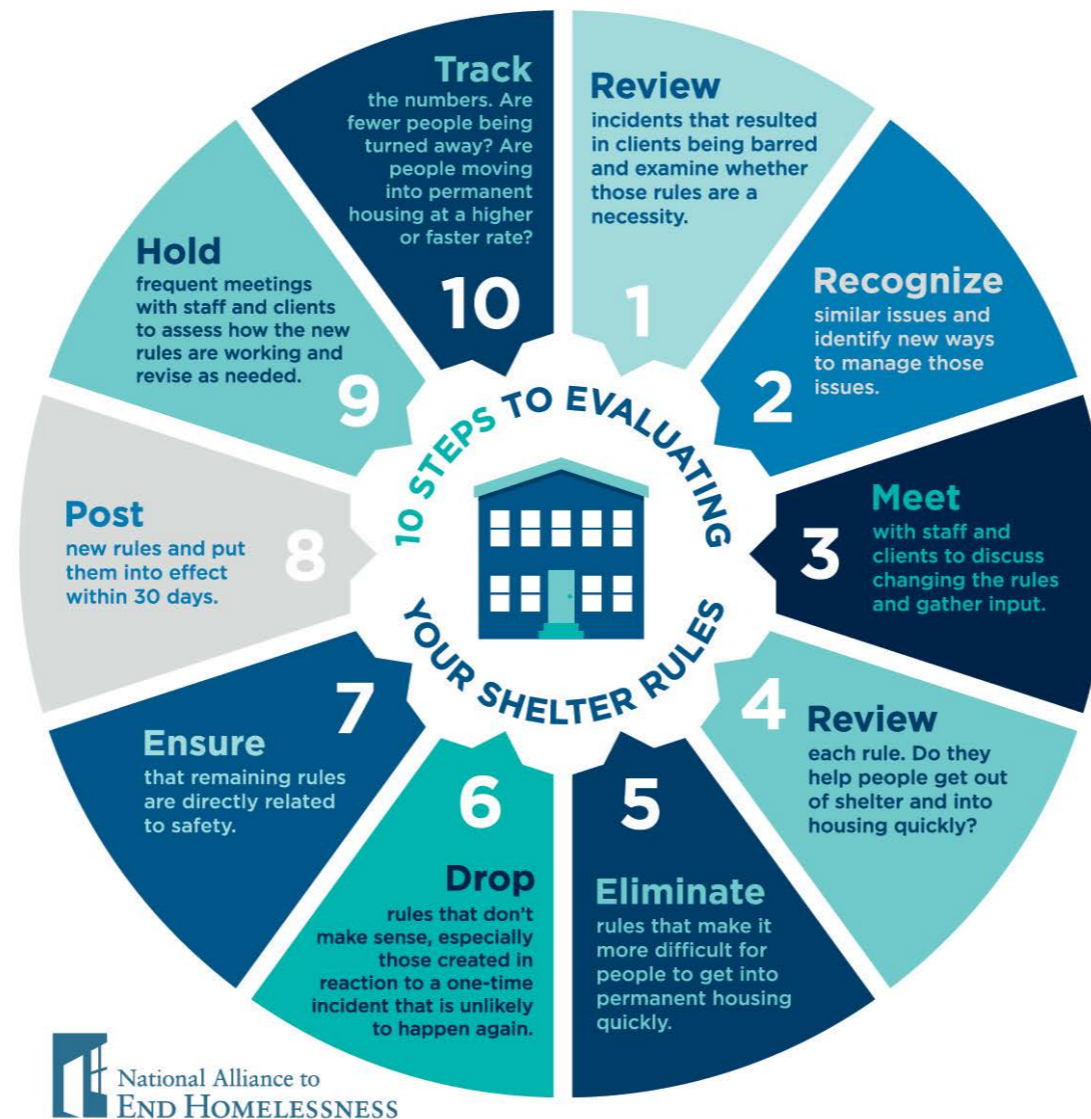 10 STEPS TO EVALUATING
YOUR SHELTER RULES
1
Review
incidents that resulted
in clients being barred
and examine whether
those rules are a
necessity.
2
Recognize
similar issues and
identify new ways
to manage those
issues.
3
Meet
with staff and
clients to discuss
changing the rules
and gather input.
4
Review
each rule. Do they
help people get out
of shelter and into
housing quickly?
5
Eliminate
rules that make it
more difficult for
people to get into
permanent housing
quickly.
6
Drop
rules that don't
make sense, especially
those created in
reaction to a one-time
incident that is unlikely
to happen again.
7
Ensure
that remaining rules
are directly related
to safety.
8
Post
new rules and put
them into effect
within 30 days.
9
Hold
frequent meetings
with staff and clients
to assess how the new
rules are working and
revise as needed.
10
Track
the numbers. Are
fewer people being
turned away? Are
people moving
into permanent
housing at a higher
or faster rate?
National Alliance to
END HOMELESSNESS